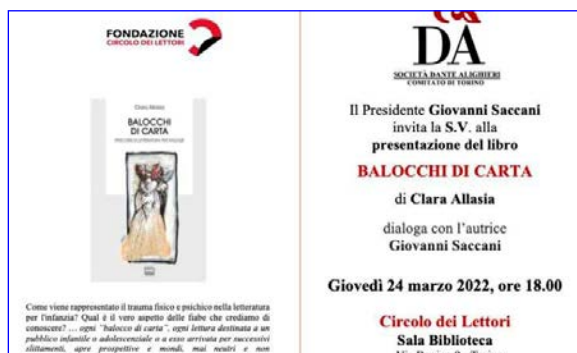 FONDAZIONE
CIRCOLO DEI LETTORI
Clara Allasia
BALOCCHI
DI CARTA
Come viene rappresentato il trauma fisico e psichico nella letteratura
per l'infanzia? Qual è il vero aspetto delle fiabe che crediamo di
conoscere? … ogni "balocco di carta", ogni lettura destinata a un
pubblico infantile o adolescenziale o a esso arrivata per successivi
slittamenti, apre prospettive e mondi, mai neutri e non
DA
SOCIETÀ DANTE ALIGHIERI
COMITATO DI TORINO
Il Presidente Giovanni Saccani
invita la S.V. alla
presentazione del libro
BALOCCHI DI CARTA
di Clara Allasia
dialoga con l'autrice
Giovanni Saccani
Giovedì 24 marzo 2022, ore 18.00
Circolo dei Lettori
Sala Biblioteca